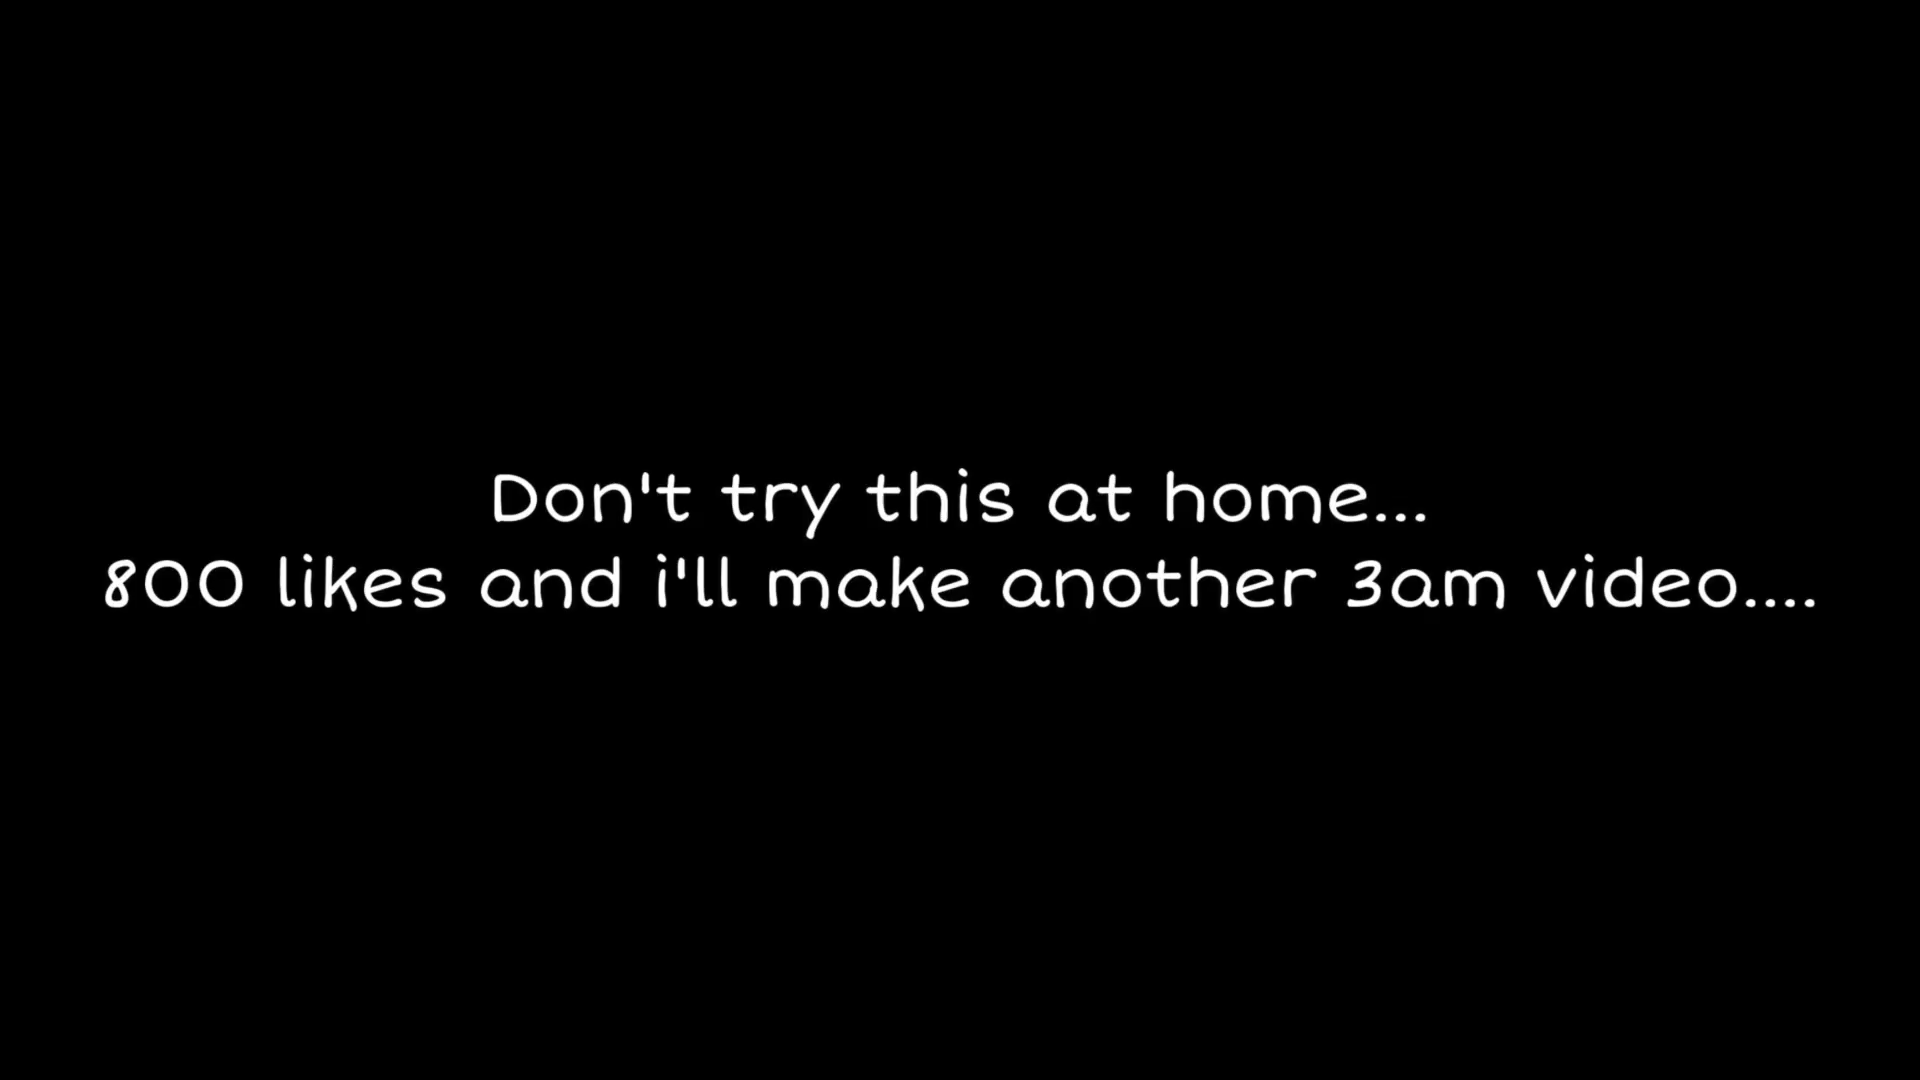 Don't try this at home...
800 likes and i'll make another 3am video....